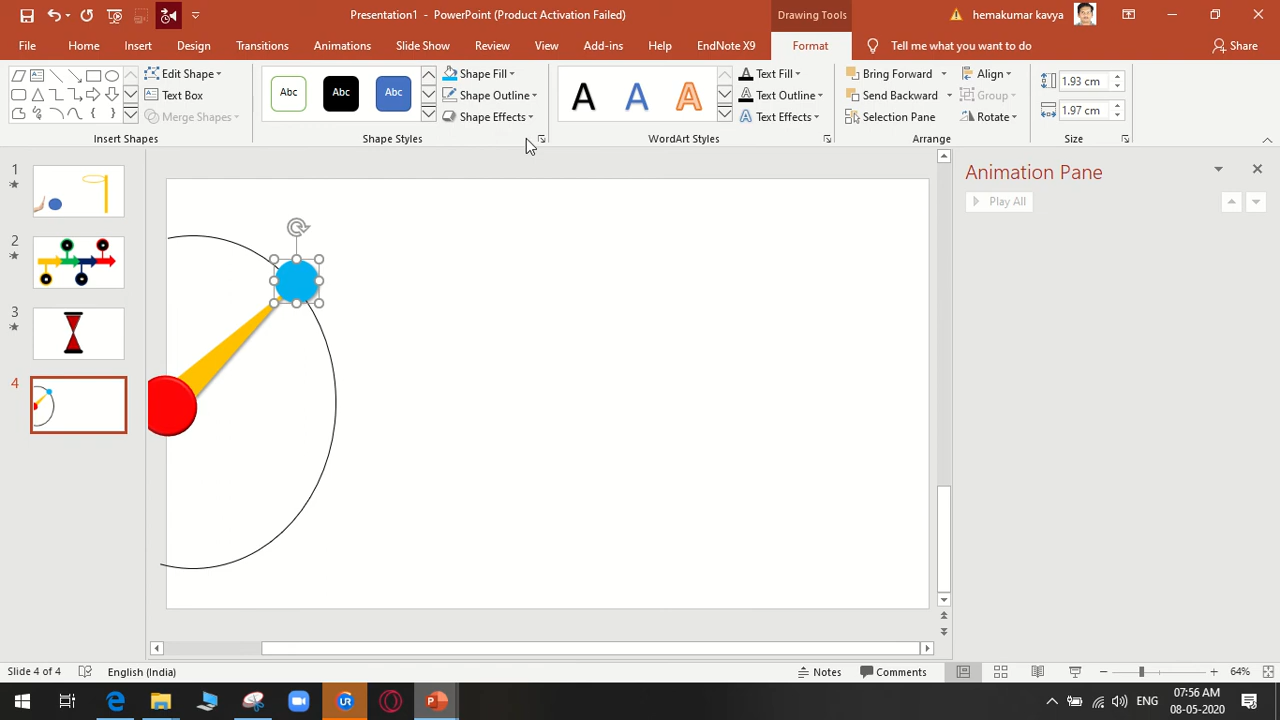 Presentation1 - PowerPoint (Product Activation Failed)
Drawing Tools
hemakumar kavya
File Home Insert Design Transitions Animations Slide Show Review View Add-ins Help EndNote X9 Format Tell me what you want to do Share
Edit Shape
Text Box
Merge Shapes
Insert Shapes
Abc Abc Abc
Shape Fill
Shape Outline
Shape Effects
Shape Styles
A A A
Text Fill
Text Outline
Text Effects
WordArt Styles
Bring Forward
Send Backward
Selection Pane
Align
Group
Rotate
Arrange
1.93 cm
1.97 cm
Size
1
2
3
4
Animation Pane
Play All
Slide 4 of 4 English (India) Notes Comments 64%
UR
ENG
07:56 AM
08-05-2020